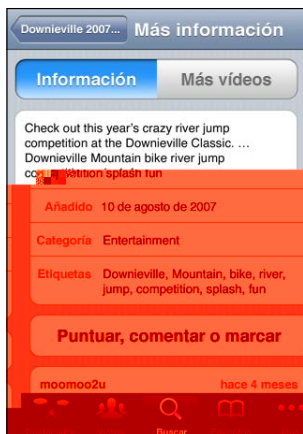 Downieville 2007...
Más información
Información
Más vídeos
Check out this year's crazy river jump
competition at the Downieville Classic. …
Downieville Mountain bike river jump
competition splash fun
Añadido 10 de agosto de 2007
Categoría Entertainment
Etiquetas Downieville, Mountain, bike, river,
jump, competition, splash, fun
Puntuar, comentar o marcar
moomoo2u hace 4 meses
Buscar